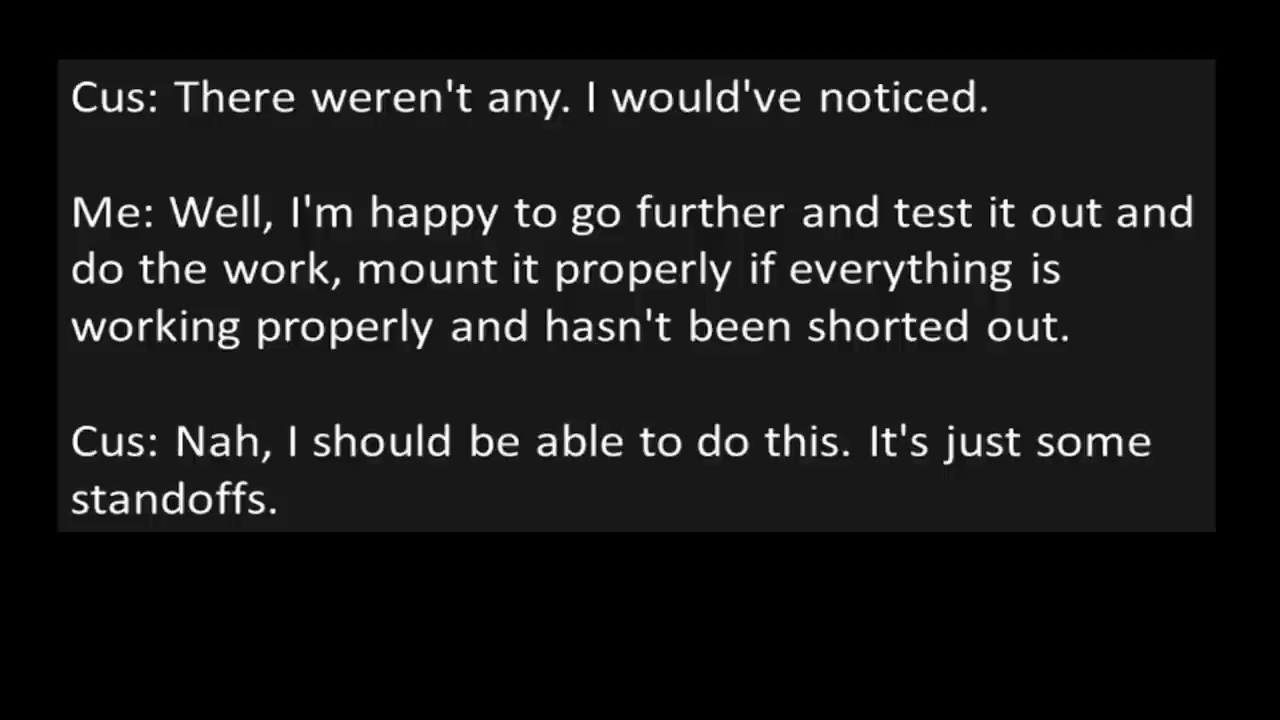 Cus: There weren't any. I would've noticed.
Me: Well, I'm happy to go further and test it out and
do the work, mount it properly if everything is
working properly and hasn't been shorted out.
Cus: Nah, I should be able to do this. It's just some
standoffs.